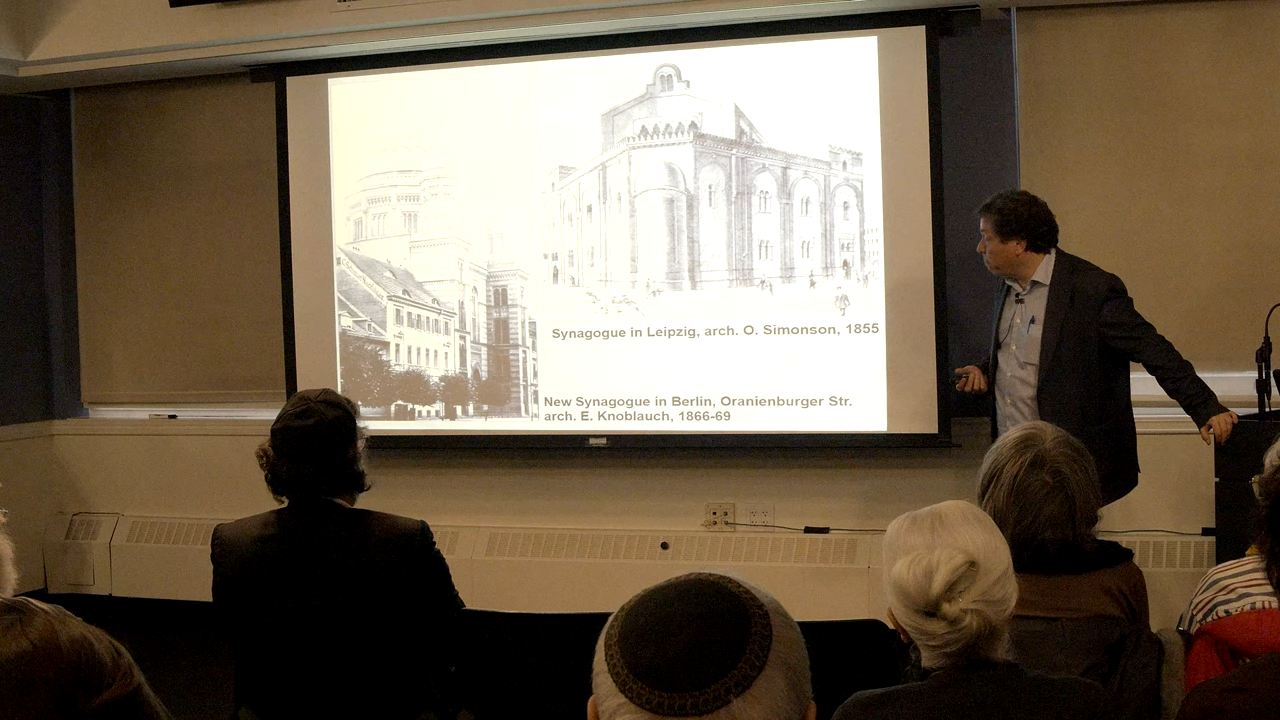 Synagogue in Leipzig, arch. O. Simonson, 1855
New Synagogue in Berlin, Oranienburger Str.
arch. E. Knoblauch, 1866-69